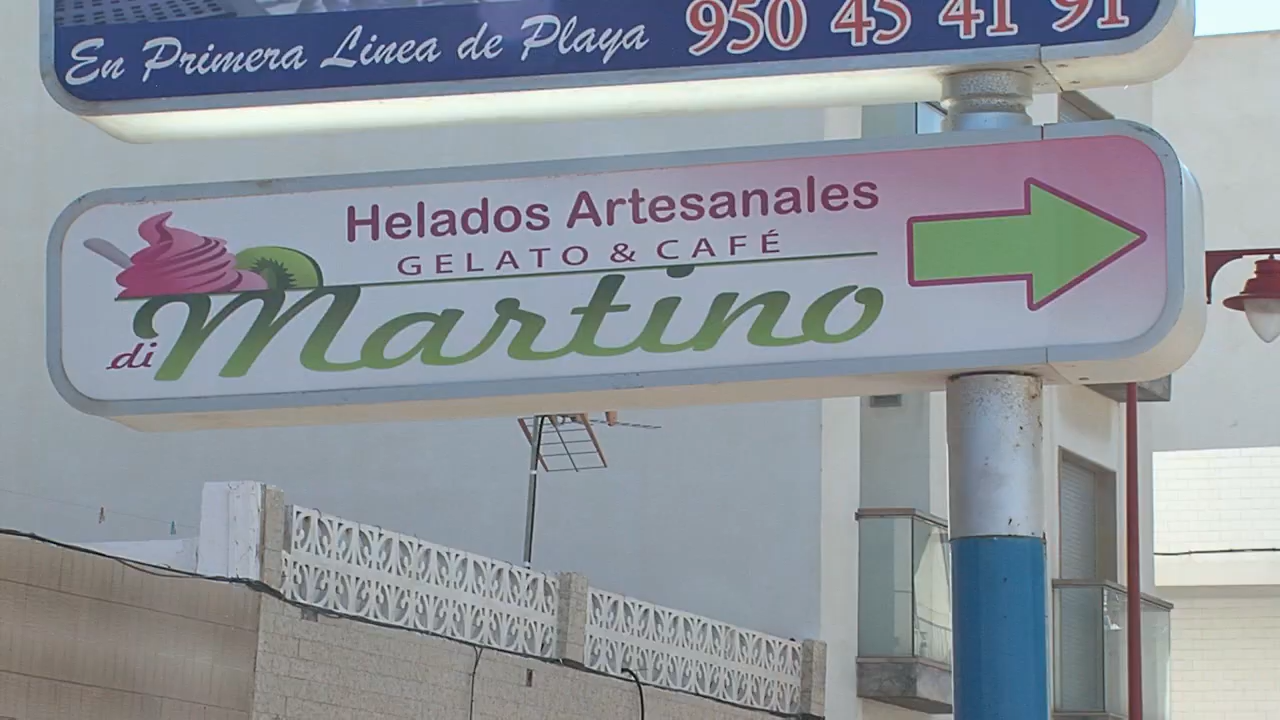 En Primera Linea de Playa
950 45 41 91
Helados Artesanales
GELATO & CAFÉ
di Martino